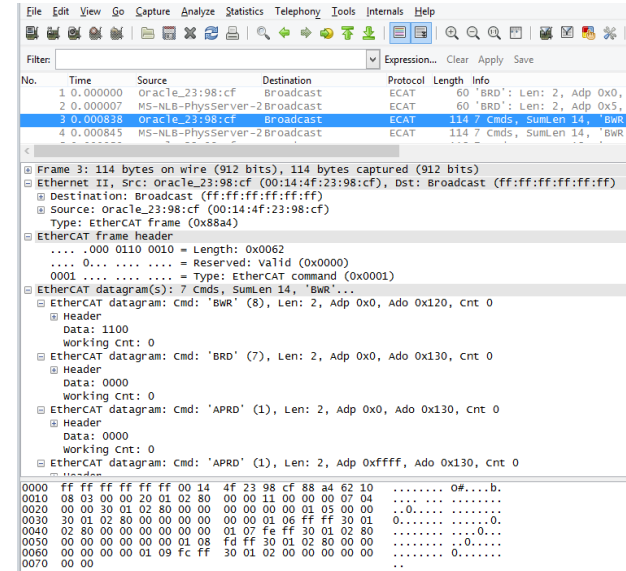 File Edit View Go Capture Analyze Statistics Telephony Tools Internals Help
Filter: Expression... Clear Apply Save
No. Time Source Destination Protocol Length Info
1 0.000000 Oracle_23:98:cf Broadcast ECAT 60 'BRD': Len: 2, Adp 0x0,
2 0.000007 MS-NLB-PhysServer-2 Broadcast ECAT 60 'BRD': Len: 2, Adp 0x5,
3 0.000838 Oracle_23:98:cf Broadcast ECAT 114 7 Cmds, SumLen 14, 'BWR
4 0.000845 MS-NLB-PhysServer-2 Broadcast ECAT 114 7 Cmds, SumLen 14, 'BWR
Frame 3: 114 bytes on wire (912 bits), 114 bytes captured (912 bits)
Ethernet II, Src: Oracle_23:98:cf (00:14:4f:23:98:cf), Dst: Broadcast (ff:ff:ff:ff:ff:ff)
Destination: Broadcast (ff:ff:ff:ff:ff:ff)
Source: Oracle_23:98:cf (00:14:4f:23:98:cf)
Type: EtherCAT frame (0x88a4)
EtherCAT frame header
.... .000 0110 0010 = Length: 0x0062
.... 0... .... .... = Reserved: Valid (0x0000)
0001 .... .... .... = Type: EtherCAT command (0x0001)
EtherCAT datagram(s): 7 Cmds, SumLen 14, 'BWR'...
EtherCAT datagram: Cmd: 'BWR' (8), Len: 2, Adp 0x0, Ado 0x120, Cnt 0
Header
Data: 1100
Working Cnt: 0
EtherCAT datagram: Cmd: 'BRD' (7), Len: 2, Adp 0x0, Ado 0x130, Cnt 0
Header
Data: 0000
Working Cnt: 0
EtherCAT datagram: Cmd: 'APRD' (1), Len: 2, Adp 0x0, Ado 0x130, Cnt 0
Header
Data: 0000
Working Cnt: 0
EtherCAT datagram: Cmd: 'APRD' (1), Len: 2, Adp 0xffff, Ado 0x130, Cnt 0
Header
0000 ff ff ff ff ff ff 00 14 4f 23 98 cf 88 a4 62 10 ........ O#....b.
0010 08 03 00 00 20 01 02 80 00 00 11 00 00 00 07 04 .... ... ........
0020 00 00 30 01 02 80 00 00 00 00 00 00 01 05 00 00 ..0..... ........
0030 30 01 02 80 00 00 00 00 00 00 01 06 ff ff 30 01 0....... ......0.
0040 02 80 00 00 00 00 00 00 01 07 fe ff 30 01 02 80 ........ ....0...
0050 00 00 00 00 00 00 01 08 fd ff 30 01 02 80 00 00 ........ ..0.....
0060 00 00 00 00 01 09 fc ff 30 01 02 00 00 00 00 00 ........ 0.......
0070 00 00 ..